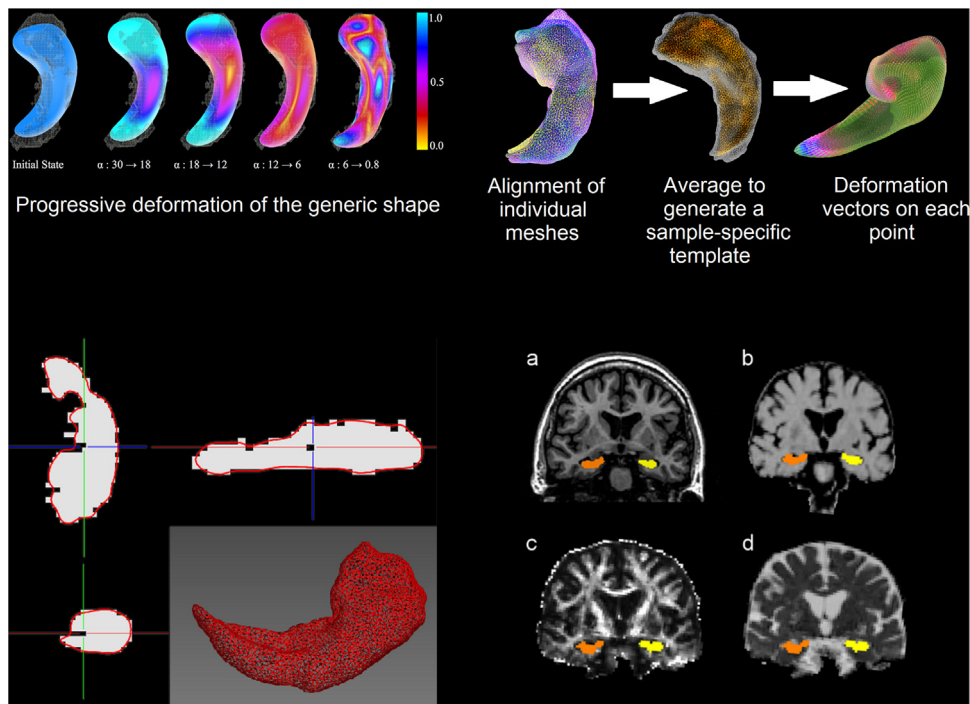 1.0
0.5
0.0
Initial State
α : 30 → 18
α : 18 → 12
α : 12 → 6
α : 6 → 0.8
Progressive deformation of the generic shape
Alignment of
individual
meshes
Average to
generate a
sample-specific
template
Deformation
vectors on each
point
a
b
c
d